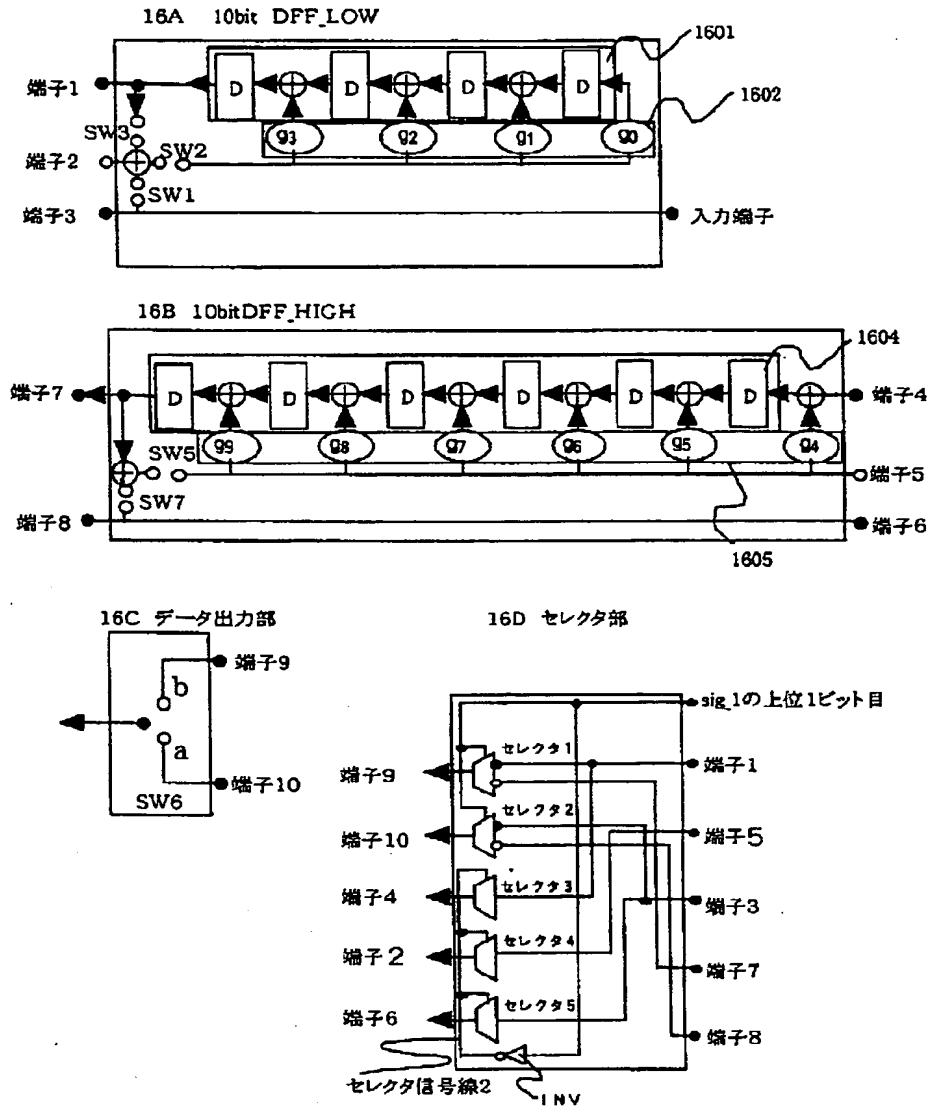 16A 10bit DFF_LOW
1601
端子1 D D D D
1602
SW3 g3 g2 g1 g0
端子2 SW2
SW1
端子3 入力端子
16B 10bitDFF_HIGH
1604
端子7 D D D D D D 端子4
g9 g8 g7 g6 g5 g4
SW5 端子5
SW7
端子8 端子6
1605
16C データ出力部
端子9
b
a
端子10
SW6
16D セレクタ部
sig_1の上位1ビット目
セレクタ1 端子1
端子9
セレクタ2
端子10 端子5
セレクタ3
端子4 端子3
セレクタ4
端子2 端子7
セレクタ5
端子6 端子8
セレクタ信号線2
INV